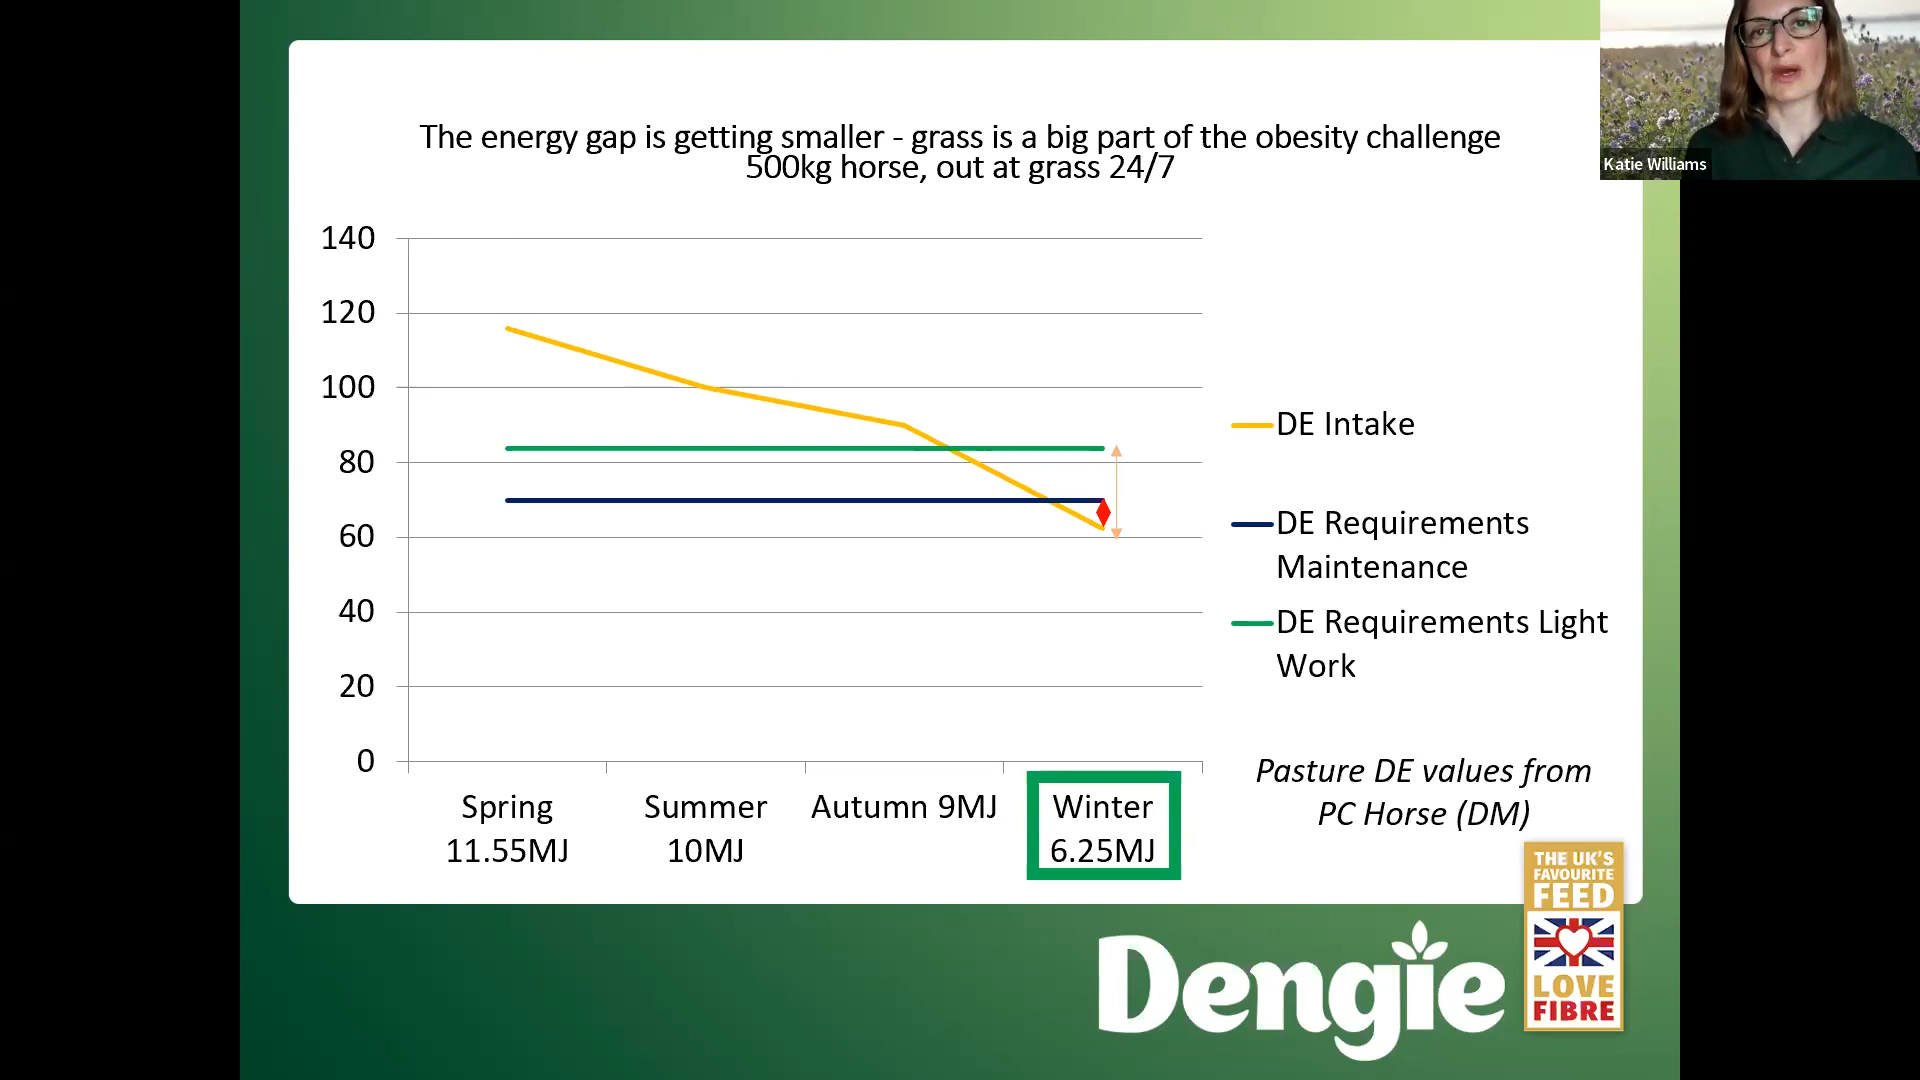 The energy gap is getting smaller - grass is a big part of the obesity challenge
500kg horse, out at grass 24/7
Katie Williams
140
120
100
80
60
40
20
0
DE Intake
DE Requirements
Maintenance
DE Requirements Light
Work
Spring
11.55MJ
Summer
10MJ
Autumn 9MJ
Winter
6.25MJ
Pasture DE values from
PC Horse (DM)
THE UK'S
FAVOURITE
FEED
LOVE
FIBRE
Dengie